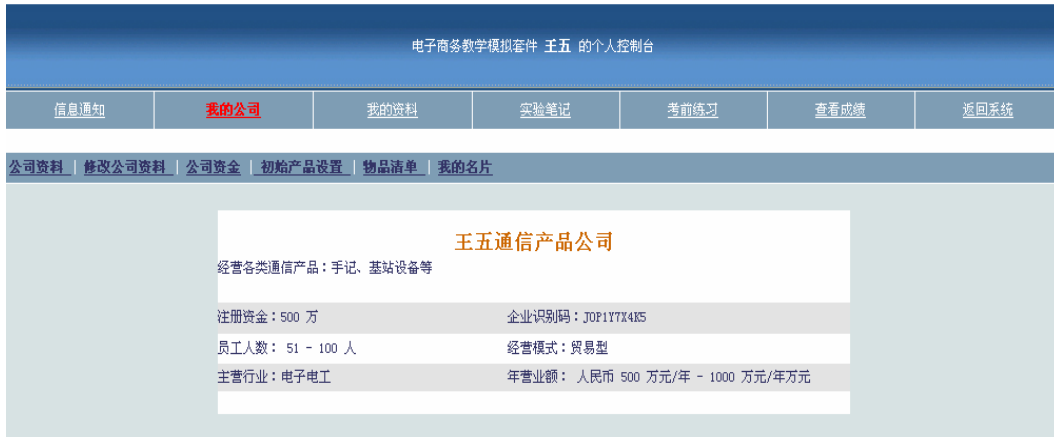 电子商务教学模拟套件 王五 的个人控制台
信息通知 我的公司 我的资料 实验笔记 考前练习 查看成绩 返回系统
公司资料 | 修改公司资料 | 公司资金 | 初始产品设置 | 物品清单 | 我的名片
王五通信产品公司
经营各类通信产品：手记、基站设备等
注册资金：500 万 企业识别码：JOP1Y7X4K5
员工人数： 51 - 100 人 经营模式：贸易型
主营行业：电子电工 年营业额： 人民币 500 万元/年 - 1000 万元/年万元